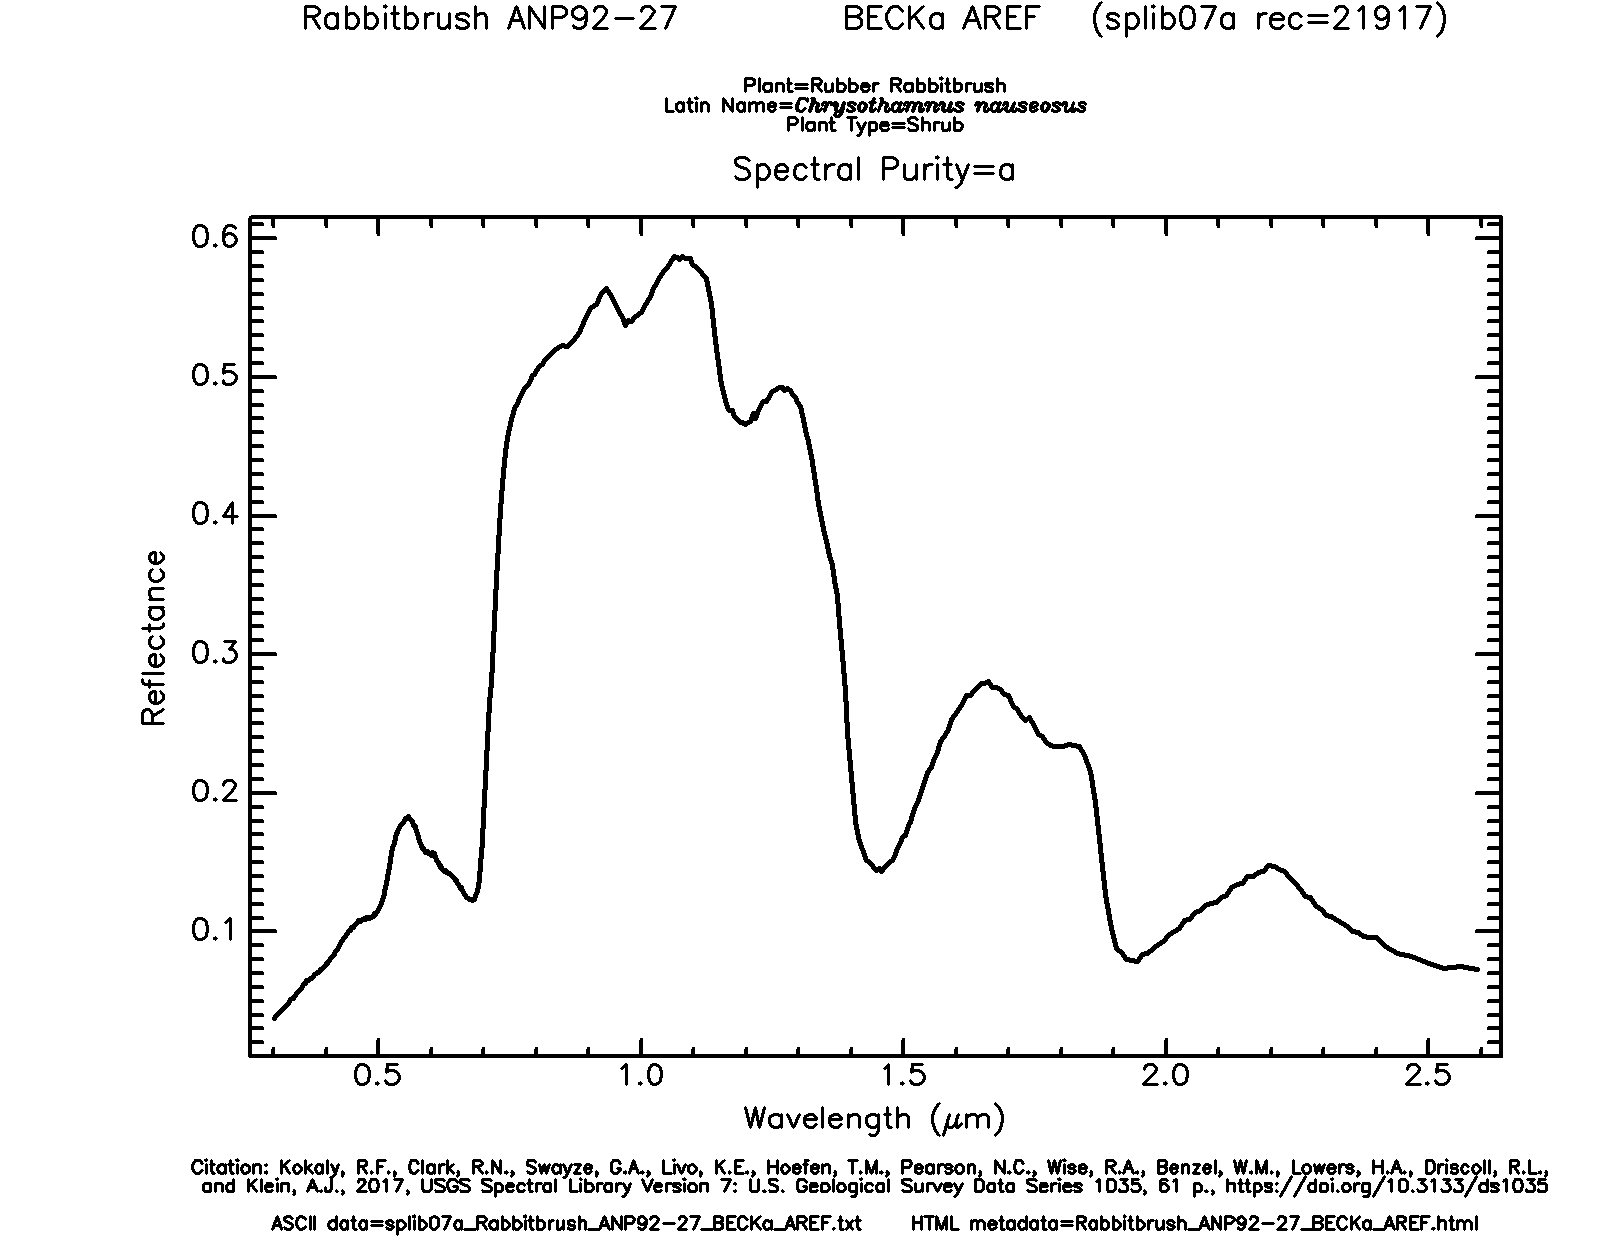 Rabbitbrush ANP92-27 BECKa AREF (splib07a rec=21917)
Plant=Rubber Rabbitbrush
Latin Name=Chrysothamnus nauseosus
Plant Type=Shrub
Spectral Purity=a
0.6
0.5
0.4
0.3
0.2
0.1
Reflectance
0.5 1.0 1.5 2.0 2.5
Wavelength (μm)
Citation: Kokaly, R.F., Clark, R.N., Swayze, G.A., Livo, K.E., Hoefen, T.M., Pearson, N.C., Wise, R.A., Benzel, W.M., Lowers, H.A., Driscoll, R.L.,
and Klein, A.J., 2017, USGS Spectral Library Version 7: U.S. Geological Survey Data Series 1035, 61 p., https://doi.org/10.3133/ds1035
ASCII data=splib07a_Rabbitbrush_ANP92-27_BECKa_AREF.txt HTML metadata=Rabbitbrush_ANP92-27_BECKa_AREF.html